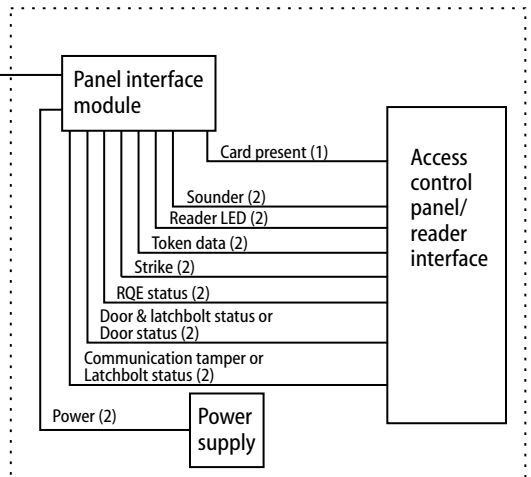 Panel interface
module
Card present (1)
Access
control
panel/
reader
interface
Sounder (2)
Reader LED (2)
Token data (2)
Strike (2)
RQE status (2)
Door & latchbolt status or
Door status (2)
Communication tamper or
Latchbolt status (2)
Power (2)
Power
supply